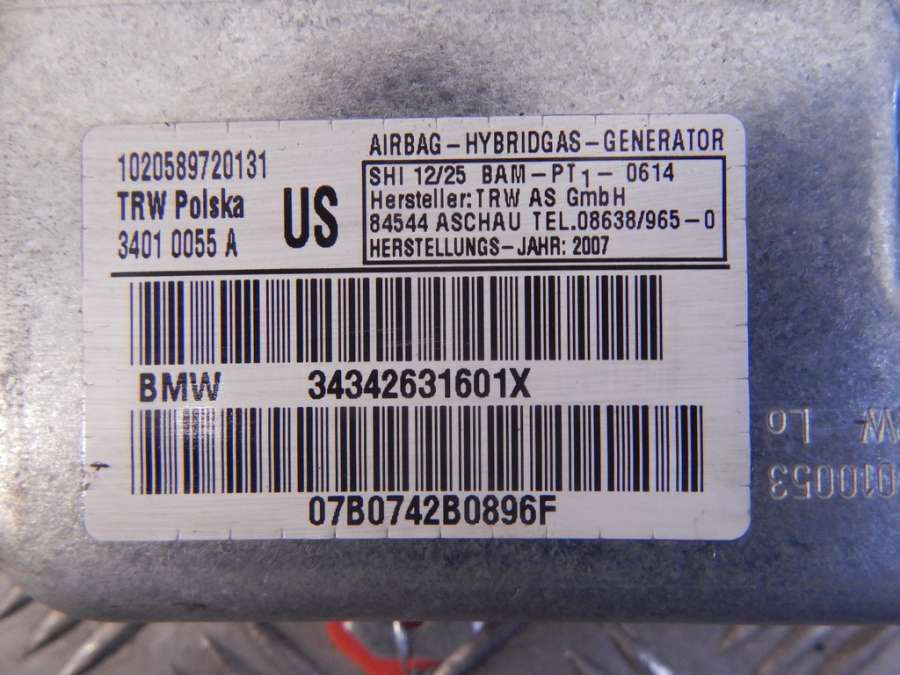 1020589720131
TRW Polska
3401 0055 A
US
AIRBAG-HYBRIDGAS-GENERATOR
SHI 12/25 BAM-PT1-0614
Hersteller: TRW AS GmbH
84544 ASCHAU TEL.08638/965-0
HERSTELLUNGS-JAHR: 2007
BMW 34342631601X
07B0742B0896F